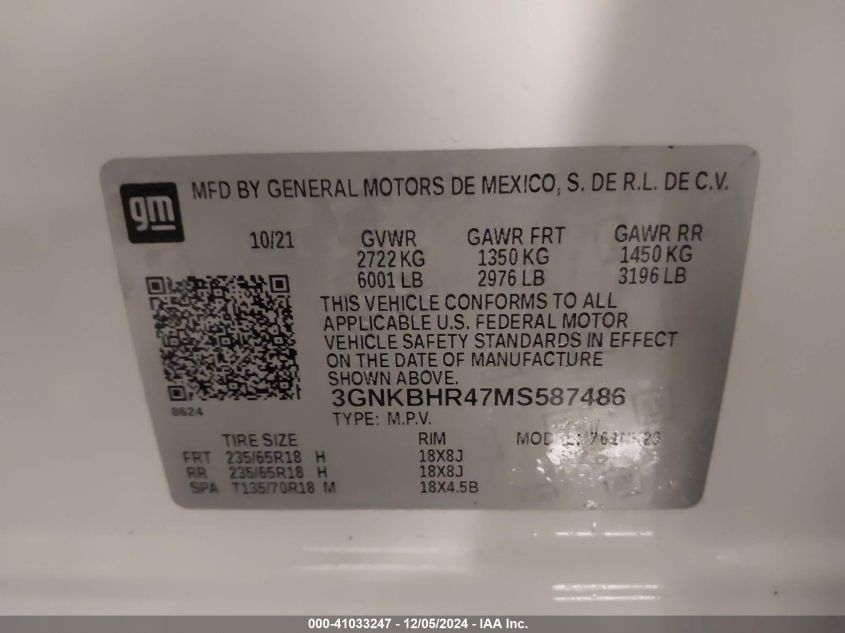 gm
MFD BY GENERAL MOTORS DE MEXICO, S. DE R.L. DE C.V.
10/21 GVWR GAWR FRT GAWR RR
2722 KG 1350 KG 1450 KG
6001 LB 2976 LB 3196 LB
THIS VEHICLE CONFORMS TO ALL
APPLICABLE U.S. FEDERAL MOTOR
VEHICLE SAFETY STANDARDS IN EFFECT
ON THE DATE OF MANUFACTURE
SHOWN ABOVE.
3GNKBHR47MS587486
8624
TYPE: M.P.V.
TIRE SIZE RIM MODEL:
FRT 235/65R18 H 18X8J
RR 235/65R18 H 18X8J
SPA T135/70R18 M 18X4.5B
000-41033247 - 12/05/2024 - IAA Inc.